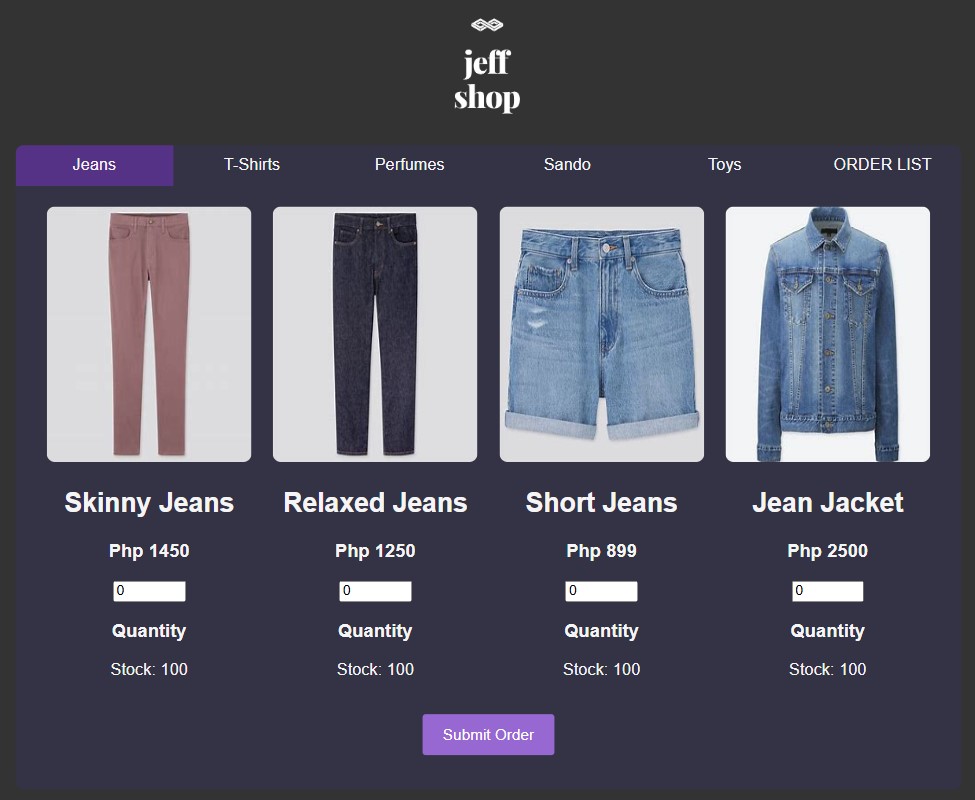 jeff
shop
Jeans T-Shirts Perfumes Sando Toys ORDER LIST
Skinny Jeans Relaxed Jeans Short Jeans Jean Jacket
Php 1450 Php 1250 Php 899 Php 2500
0 0 0 0
Quantity Quantity Quantity Quantity
Stock: 100 Stock: 100 Stock: 100 Stock: 100
Submit Order